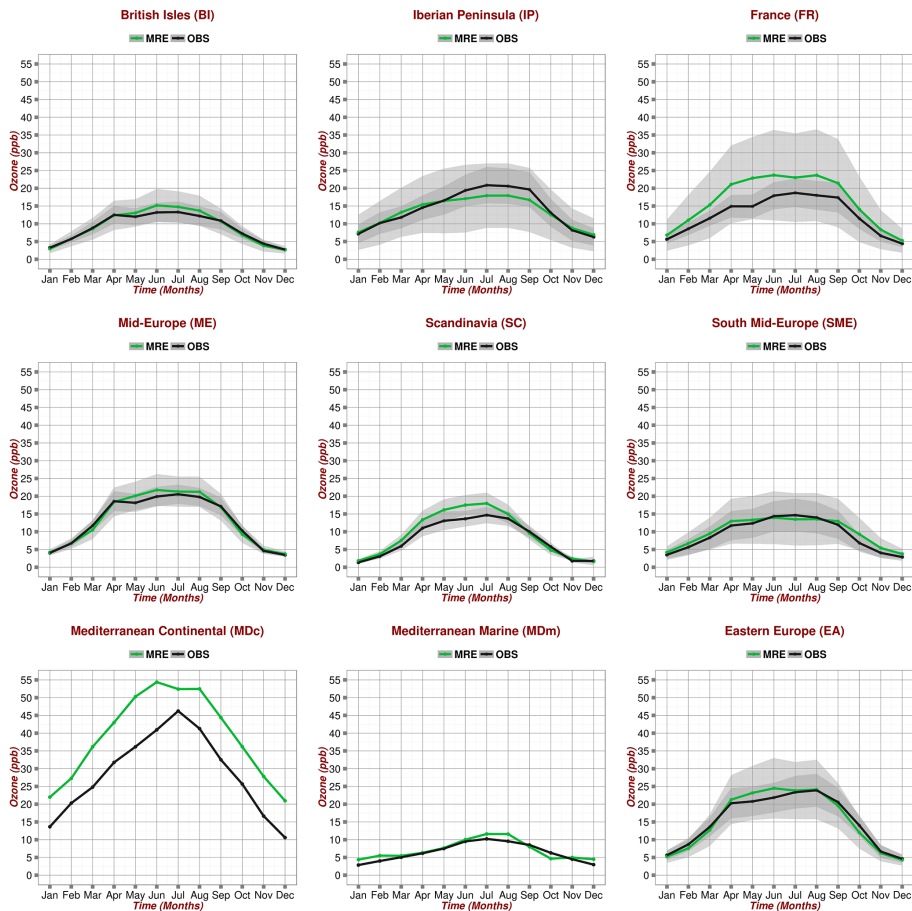 British Isles (BI)
MRE OBS
Ozone (ppb)
55
50
45
40
35
30
25
20
15
10
5
0
Jan Feb Mar Apr May Jun Jul Aug Sep Oct Nov Dec
Time (Months)
Iberian Peninsula (IP)
MRE OBS
Ozone (ppb)
55
50
45
40
35
30
25
20
15
10
5
0
Jan Feb Mar Apr May Jun Jul Aug Sep Oct Nov Dec
Time (Months)
France (FR)
MRE OBS
Ozone (ppb)
55
50
45
40
35
30
25
20
15
10
5
0
Jan Feb Mar Apr May Jun Jul Aug Sep Oct Nov Dec
Time (Months)
Mid-Europe (ME)
MRE OBS
Ozone (ppb)
55
50
45
40
35
30
25
20
15
10
5
0
Jan Feb Mar Apr May Jun Jul Aug Sep Oct Nov Dec
Time (Months)
Scandinavia (SC)
MRE OBS
Ozone (ppb)
55
50
45
40
35
30
25
20
15
10
5
0
Jan Feb Mar Apr May Jun Jul Aug Sep Oct Nov Dec
Time (Months)
South Mid-Europe (SME)
MRE OBS
Ozone (ppb)
55
50
45
40
35
30
25
20
15
10
5
0
Jan Feb Mar Apr May Jun Jul Aug Sep Oct Nov Dec
Time (Months)
Mediterranean Continental (MDc)
MRE OBS
Ozone (ppb)
55
50
45
40
35
30
25
20
15
10
5
0
Jan Feb Mar Apr May Jun Jul Aug Sep Oct Nov Dec
Time (Months)
Mediterranean Marine (MDm)
MRE OBS
Ozone (ppb)
55
50
45
40
35
30
25
20
15
10
5
0
Jan Feb Mar Apr May Jun Jul Aug Sep Oct Nov Dec
Time (Months)
Eastern Europe (EA)
MRE OBS
Ozone (ppb)
55
50
45
40
35
30
25
20
15
10
5
0
Jan Feb Mar Apr May Jun Jul Aug Sep Oct Nov Dec
Time (Months)